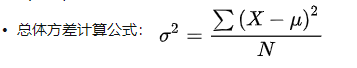 • 总体方差计算公式： σ² = ∑(X − μ)² / N